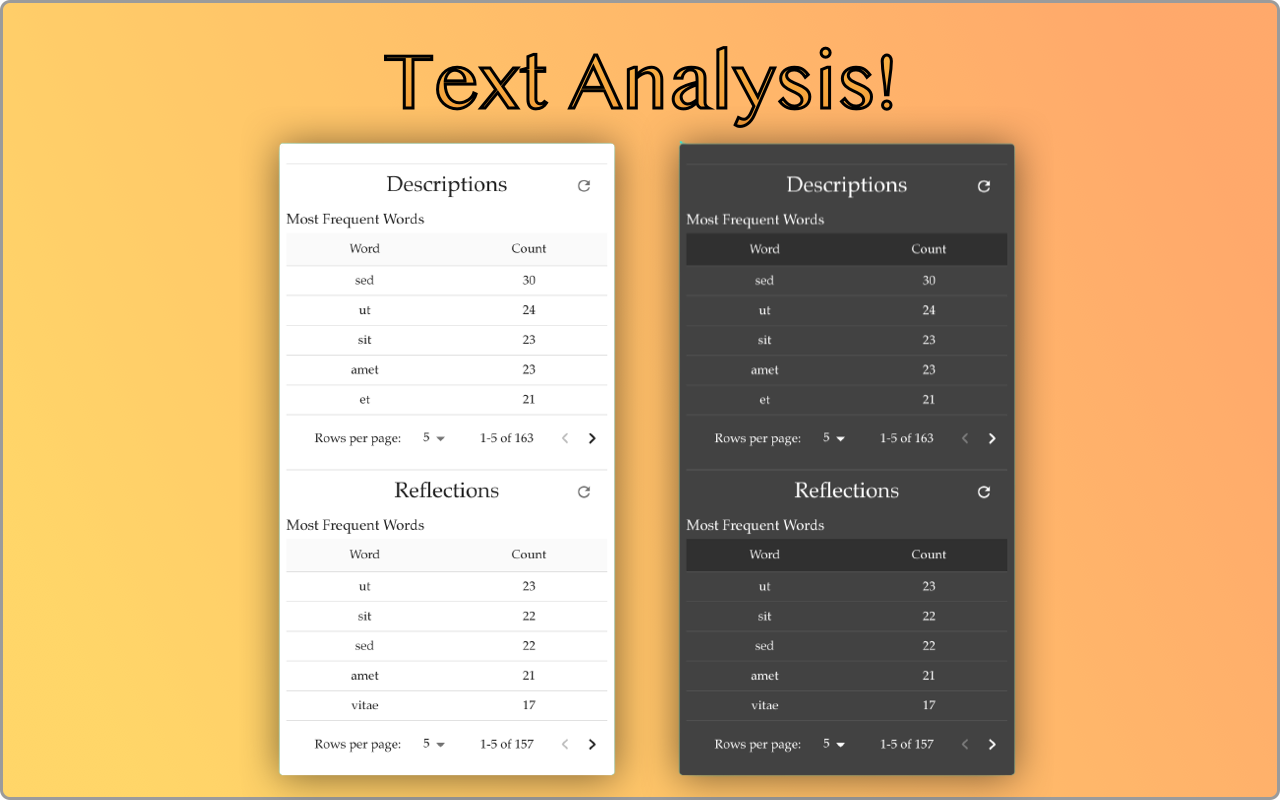 Text Analysis!
Descriptions
Most Frequent Words
Word Count
sed 30
ut 24
sit 23
amet 23
et 21
Rows per page: 5 1-5 of 163
Reflections
Most Frequent Words
Word Count
ut 23
sit 22
sed 22
amet 21
vitae 17
Rows per page: 5 1-5 of 157
Descriptions
Most Frequent Words
Word Count
sed 30
ut 24
sit 23
amet 23
et 21
Rows per page: 5 1-5 of 163
Reflections
Most Frequent Words
Word Count
ut 23
sit 22
sed 22
amet 21
vitae 17
Rows per page: 5 1-5 of 157